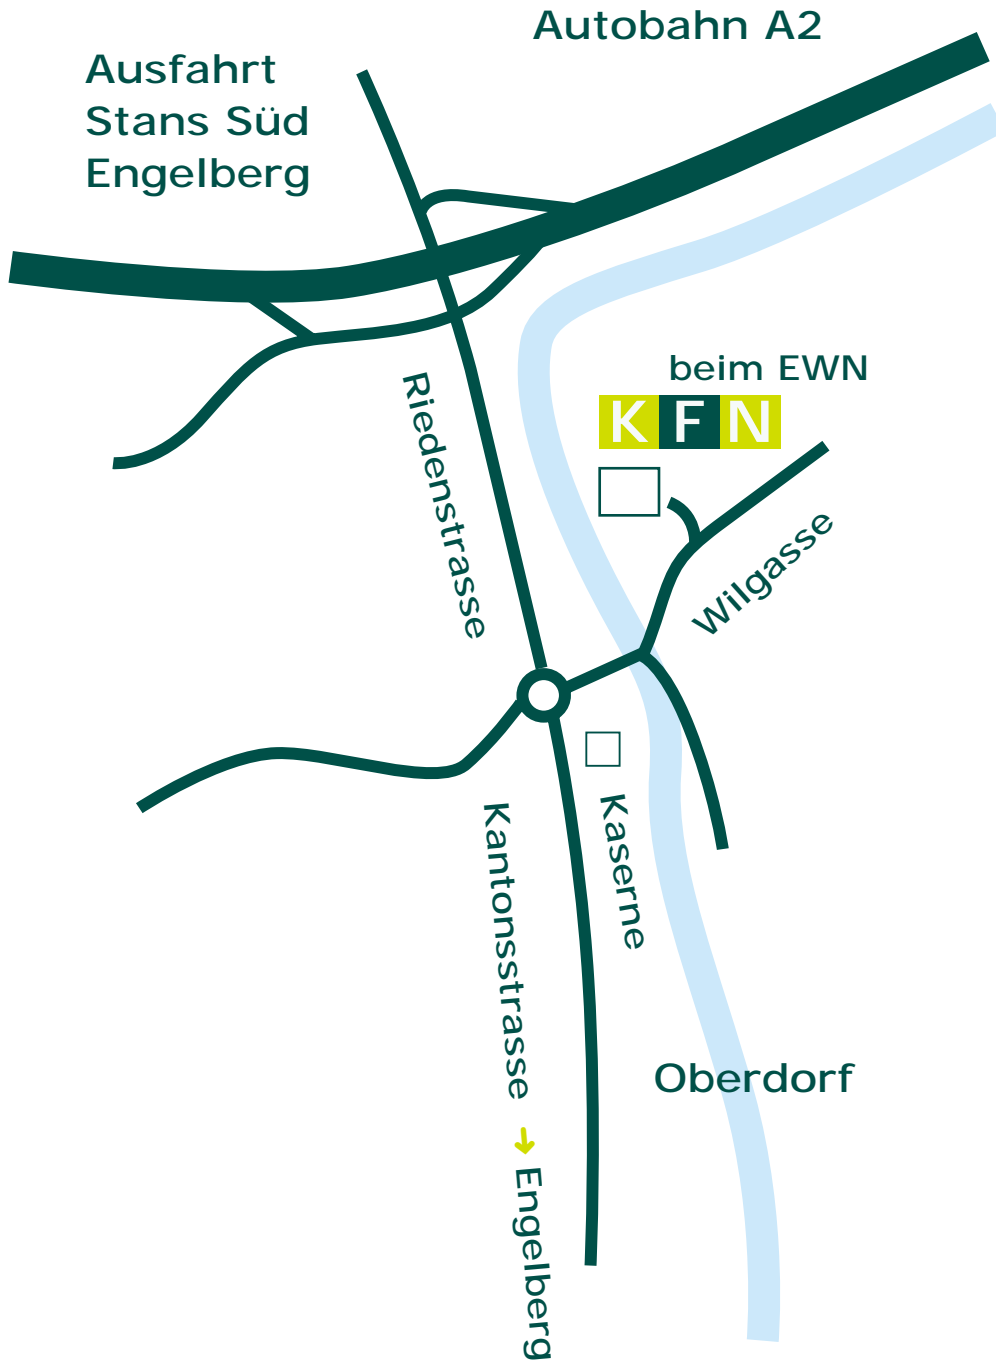 Autobahn A2
Ausfahrt
Stans Süd
Engelberg
beim EWN
KFN
Riedenstrasse
Wilgasse
Kaserne
Kantonsstrasse
Oberdorf
Engelberg